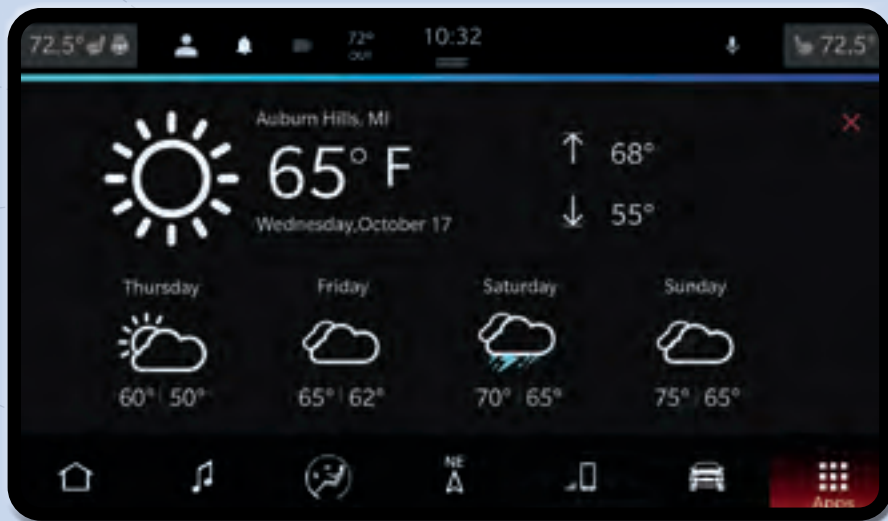 72.5°
72°
OUT
10:32
72.5°
Auburn Hills, MI
65° F
Wednesday,October 17
68°
55°
Thursday
Friday
Saturday
Sunday
60° 50°
65° 62°
70° 65°
75° 65°
NE
Apps